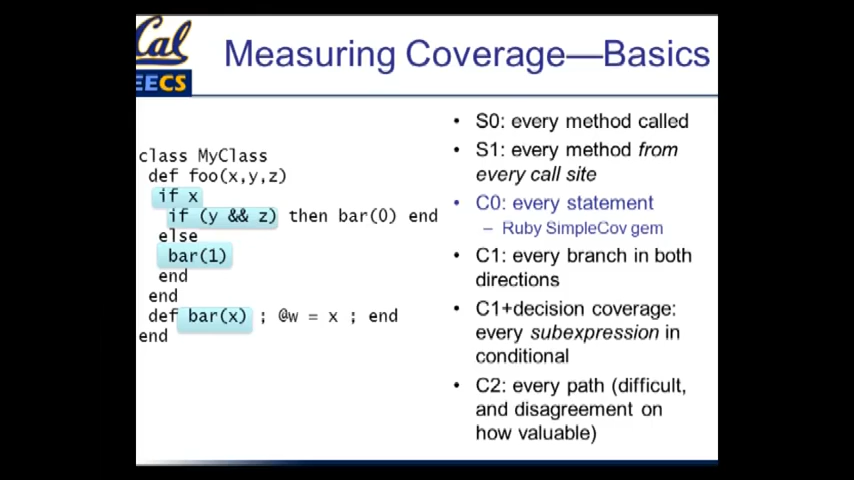 Cal
EECS
Measuring Coverage—Basics
class MyClass
def foo(x,y,z)
if x
if (y && z) then bar(0) end
else
bar(1)
end
end
def bar(x) ; @w = x ; end
end
• S0: every method called
• S1: every method from
every call site
• C0: every statement
– Ruby SimpleCov gem
• C1: every branch in both
directions
• C1+decision coverage:
every subexpression in
conditional
• C2: every path (difficult,
and disagreement on
how valuable)